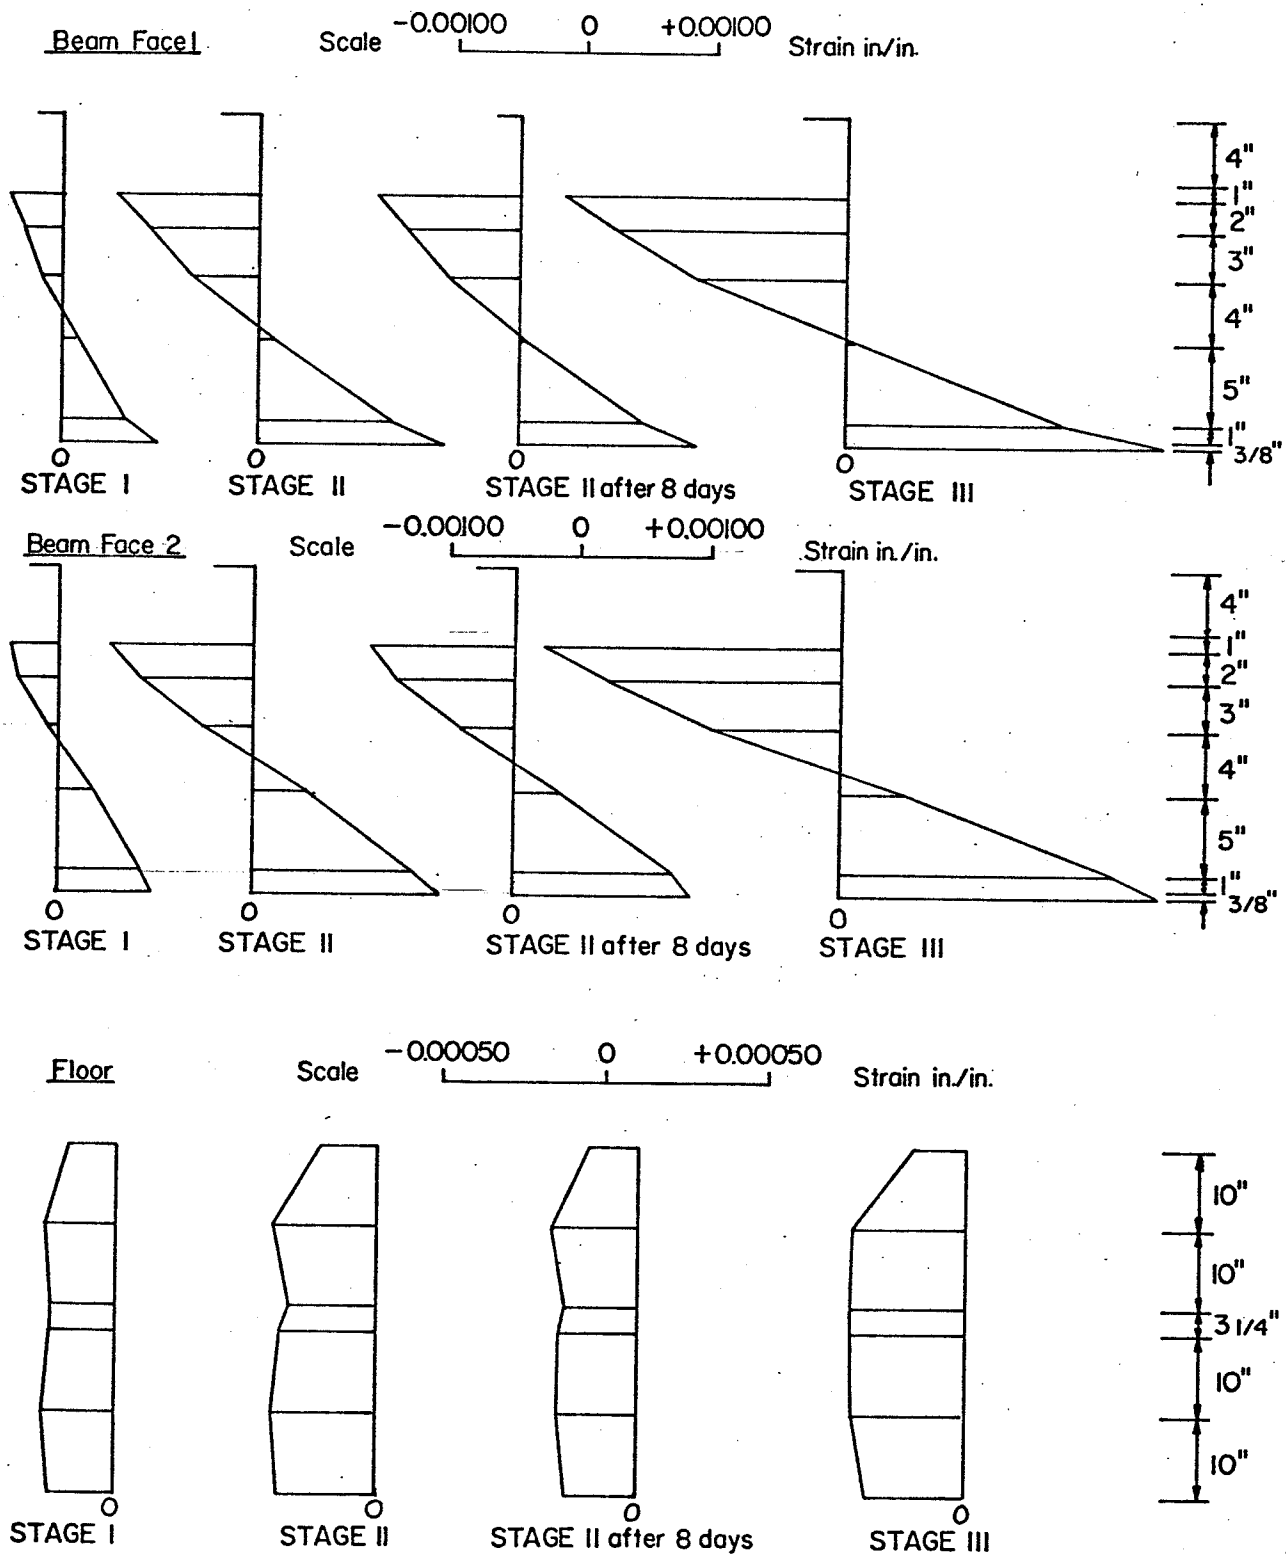 Beam Face 1 Scale -0.00100 0 +0.00100 Strain in/in.
4"
1"
2"
3"
4"
5"
1"
3/8"
0 0 0 0
STAGE I STAGE II STAGE II after 8 days STAGE III
Beam Face 2 Scale -0.00100 0 +0.00100 Strain in./in.
4"
1"
2"
3"
4"
5"
1"
3/8"
0 0 0 0
STAGE I STAGE II STAGE II after 8 days STAGE III
Floor Scale -0.00050 0 +0.00050 Strain in./in.
10"
10"
3 1/4"
10"
10"
0 0 0 0
STAGE I STAGE II STAGE II after 8 days STAGE III